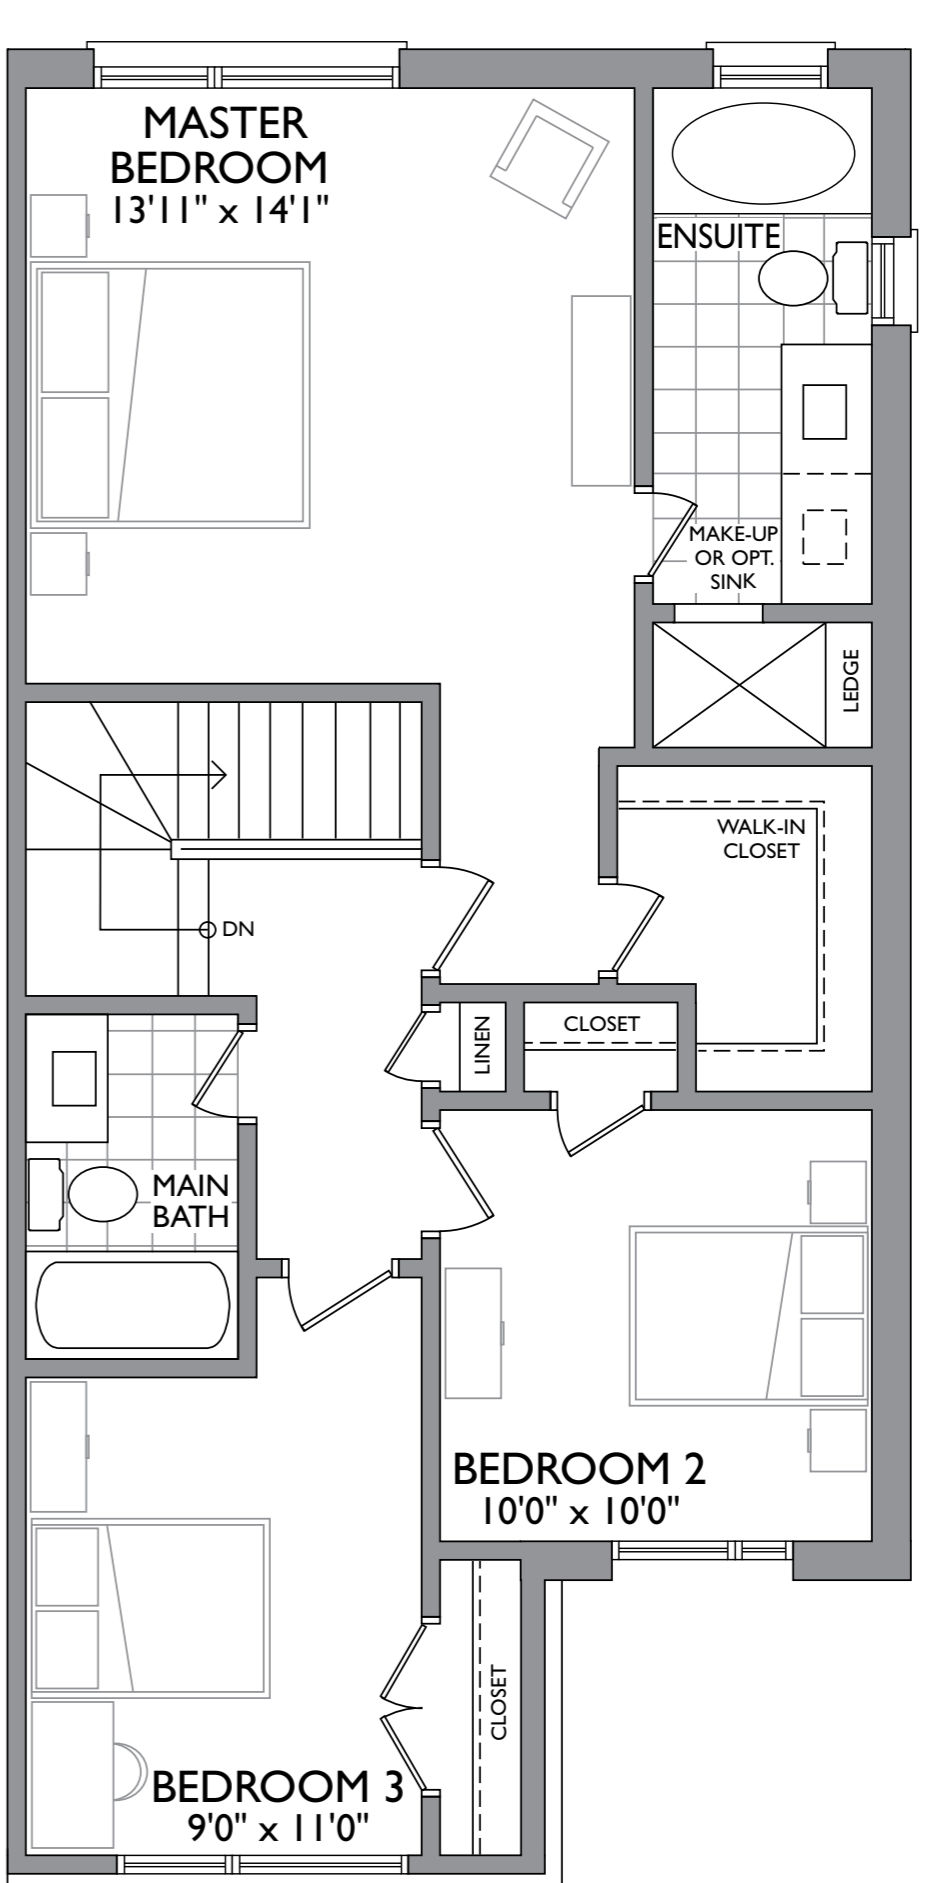 MASTER
BEDROOM
13'11" x 14'1"
ENSUITE
MAKE-UP
OR OPT.
SINK
LEDGE
WALK-IN
CLOSET
DN
LINEN
CLOSET
MAIN
BATH
BEDROOM 2
10'0" x 10'0"
CLOSET
BEDROOM 3
9'0" x 11'0"